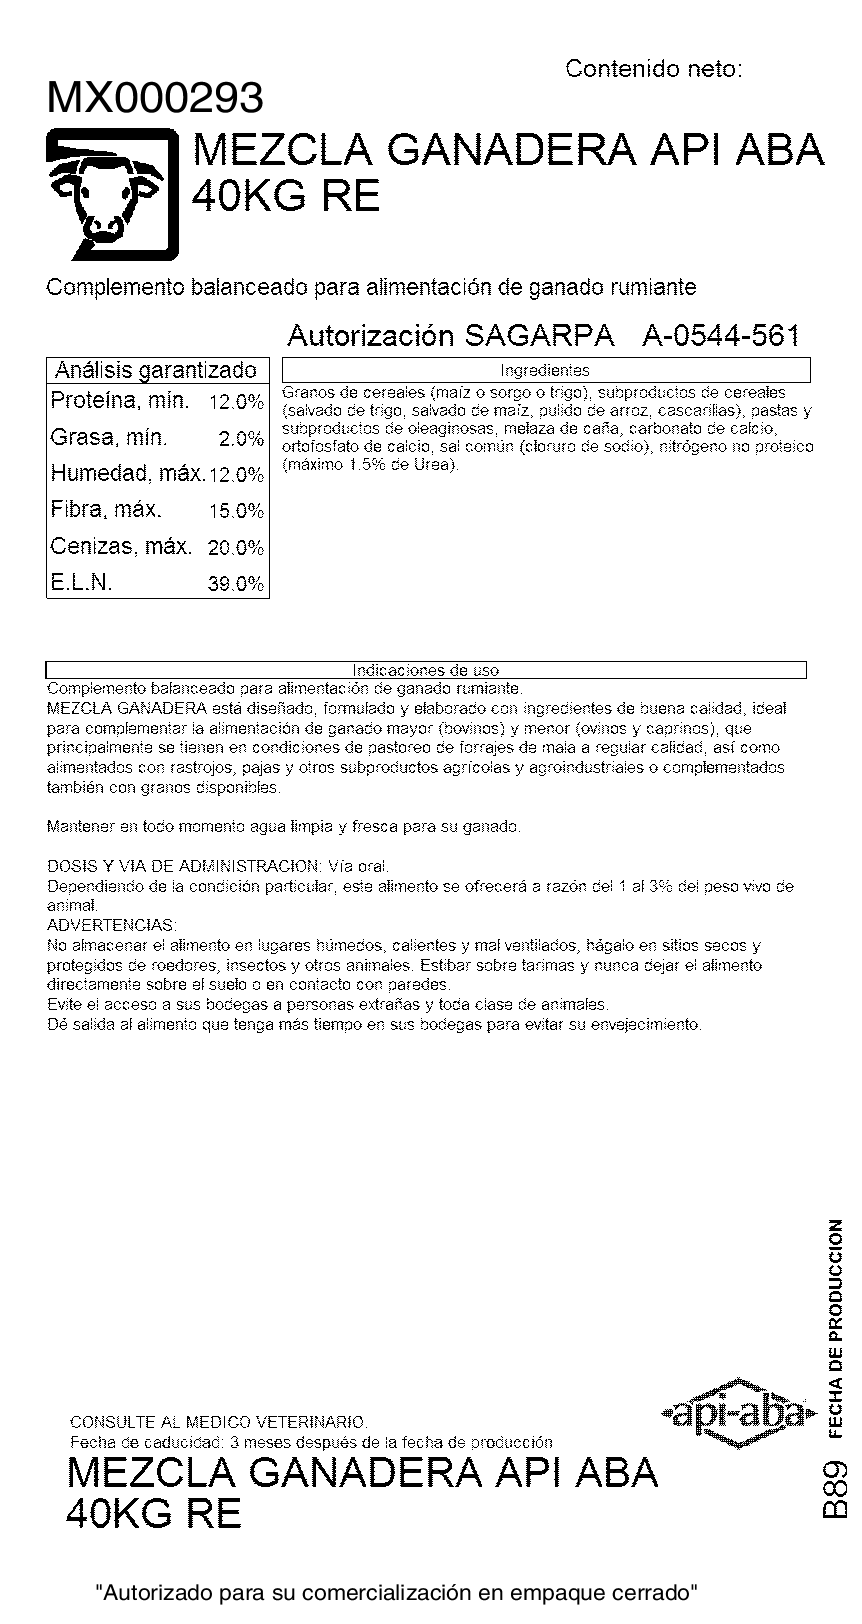 Contenido neto:
MX000293
MEZCLA GANADERA API ABA
40KG RE
Complemento balanceado para alimentación de ganado rumiante
Autorización SAGARPA A-0544-561
Análisis garantizado
Proteína, mín. 12.0%
Grasa, mín. 2.0%
Humedad, máx. 12.0%
Fibra, máx. 15.0%
Cenizas, máx. 20.0%
E.L.N. 39.0%
Ingredientes
Granos de cereales (maíz o sorgo o trigo), subproductos de cereales
(salvado de trigo, salvado de maíz, pulido de arroz, cascarillas), pastas y
subproductos de oleaginosas, melaza de caña, carbonato de calcio,
ortofosfato de calcio, sal común (cloruro de sodio), nitrógeno no proteico
(máximo 1.5% de Urea).
Indicaciones de uso
Complemento balanceado para alimentación de ganado rumiante.
MEZCLA GANADERA está diseñado, formulado y elaborado con ingredientes de buena calidad, ideal
para complementar la alimentación de ganado mayor (bovinos) y menor (ovinos y caprinos), que
principalmente se tienen en condiciones de pastoreo de forrajes de mala a regular calidad, así como
alimentados con rastrojos, pajas y otros subproductos agrícolas y agroindustriales o complementados
también con granos disponibles.
Mantener en todo momento agua limpia y fresca para su ganado.
DOSIS Y VIA DE ADMINISTRACION: Vía oral.
Dependiendo de la condición particular, este alimento se ofrecerá a razón del 1 al 3% del peso vivo de
animal.
ADVERTENCIAS:
No almacenar el alimento en lugares húmedos, calientes y mal ventilados, hágalo en sitios secos y
protegidos de roedores, insectos y otros animales. Estibar sobre tarimas y nunca dejar el alimento
directamente sobre el suelo o en contacto con paredes.
Evite el acceso a sus bodegas a personas extrañas y toda clase de animales.
Dé salida al alimento que tenga más tiempo en sus bodegas para evitar su envejecimiento.
FECHA DE PRODUCCION
B89
api-aba
CONSULTE AL MEDICO VETERINARIO.
Fecha de caducidad: 3 meses después de la fecha de producción
MEZCLA GANADERA API ABA
40KG RE
"Autorizado para su comercialización en empaque cerrado"